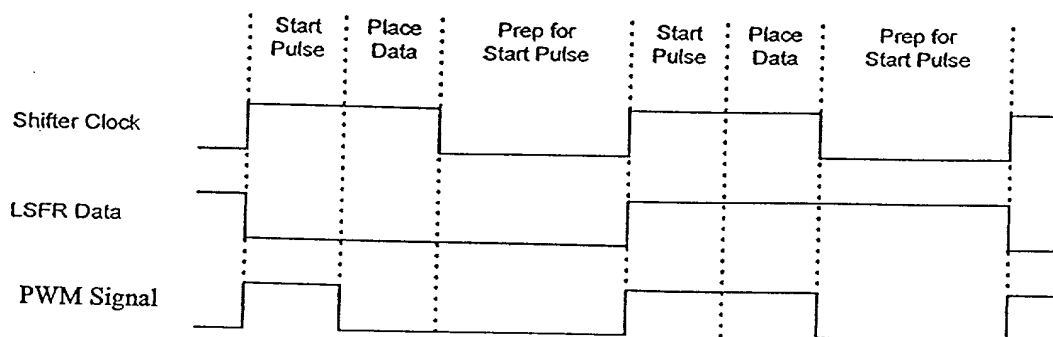 Start Pulse
Place Data
Prep for Start Pulse
Start Pulse
Place Data
Prep for Start Pulse
Shifter Clock
LSFR Data
PWM Signal